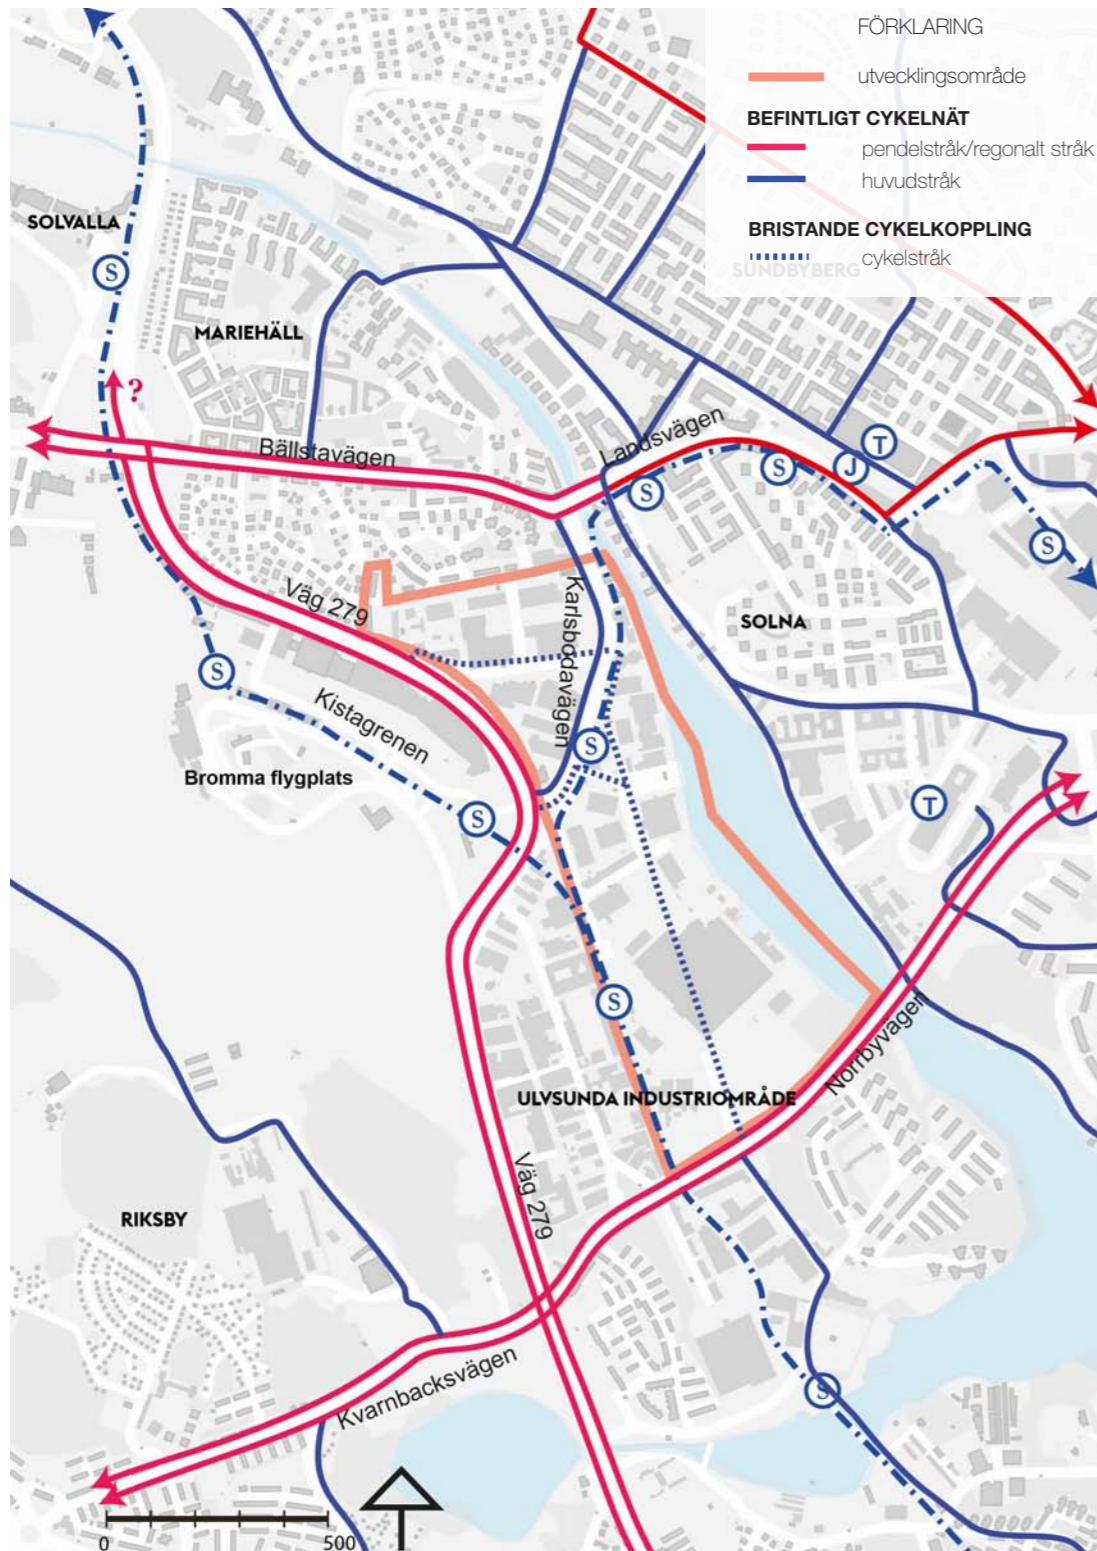 FÖRKLARING
utvecklingsområde
BEFINTLIGT CYKELNÄT
pendelstråk/regonalt stråk
huvudstråk
BRISTANDE CYKELKOPPLING
cykelstråk
SUNDBYBERG
SOLVALLA
S
MARIEHÄLL
?
Bällstavägen
Landsvägen
T
J
S
S
S
Väg 279
Karlsbodavägen
SOLNA
S
Kistagrenen
S
Bromma flygplats
S
T
S
Norrbyvägen
ULVSUNDA INDUSTRIOMRÅDE
Väg 279
RIKSBY
Kvarnbacksvägen
S
0
500